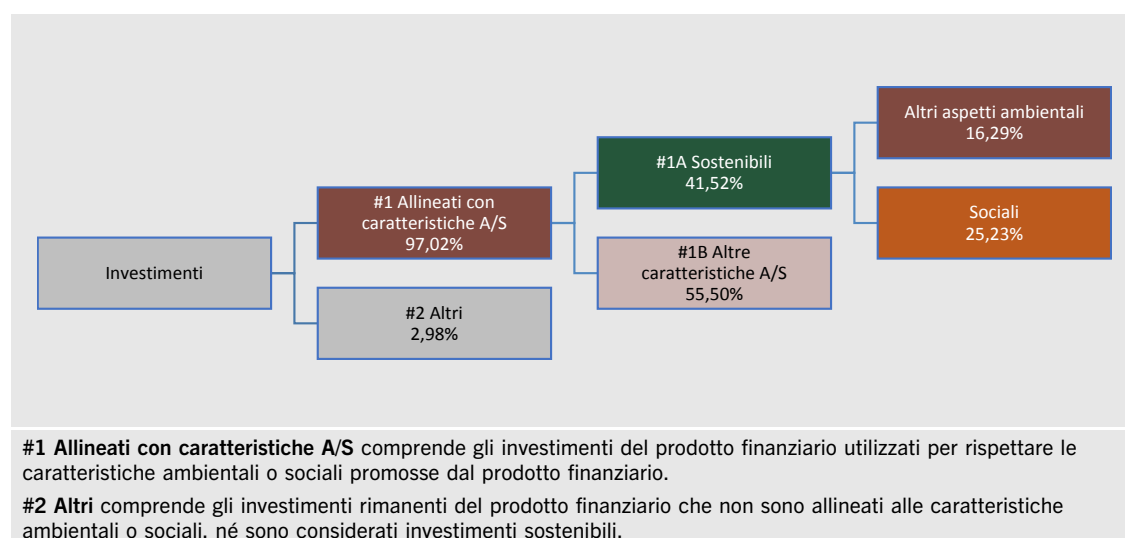 Altri aspetti ambientali
16,29%
#1A Sostenibili
41,52%
#1 Allineati con
caratteristiche A/S
97,02%
Sociali
25,23%
Investimenti
#1B Altre
caratteristiche A/S
55,50%
#2 Altri
2,98%
#1 Allineati con caratteristiche A/S comprende gli investimenti del prodotto finanziario utilizzati per rispettare le
caratteristiche ambientali o sociali promosse dal prodotto finanziario.
#2 Altri comprende gli investimenti rimanenti del prodotto finanziario che non sono allineati alle caratteristiche
ambientali o sociali, né sono considerati investimenti sostenibili.